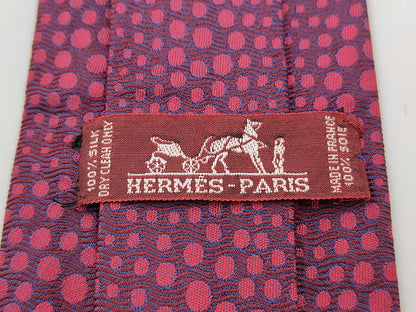 100% SILK
DRY CLEAN ONLY
HERMÈS-PARIS
MADE IN FRANCE
100% SOIE